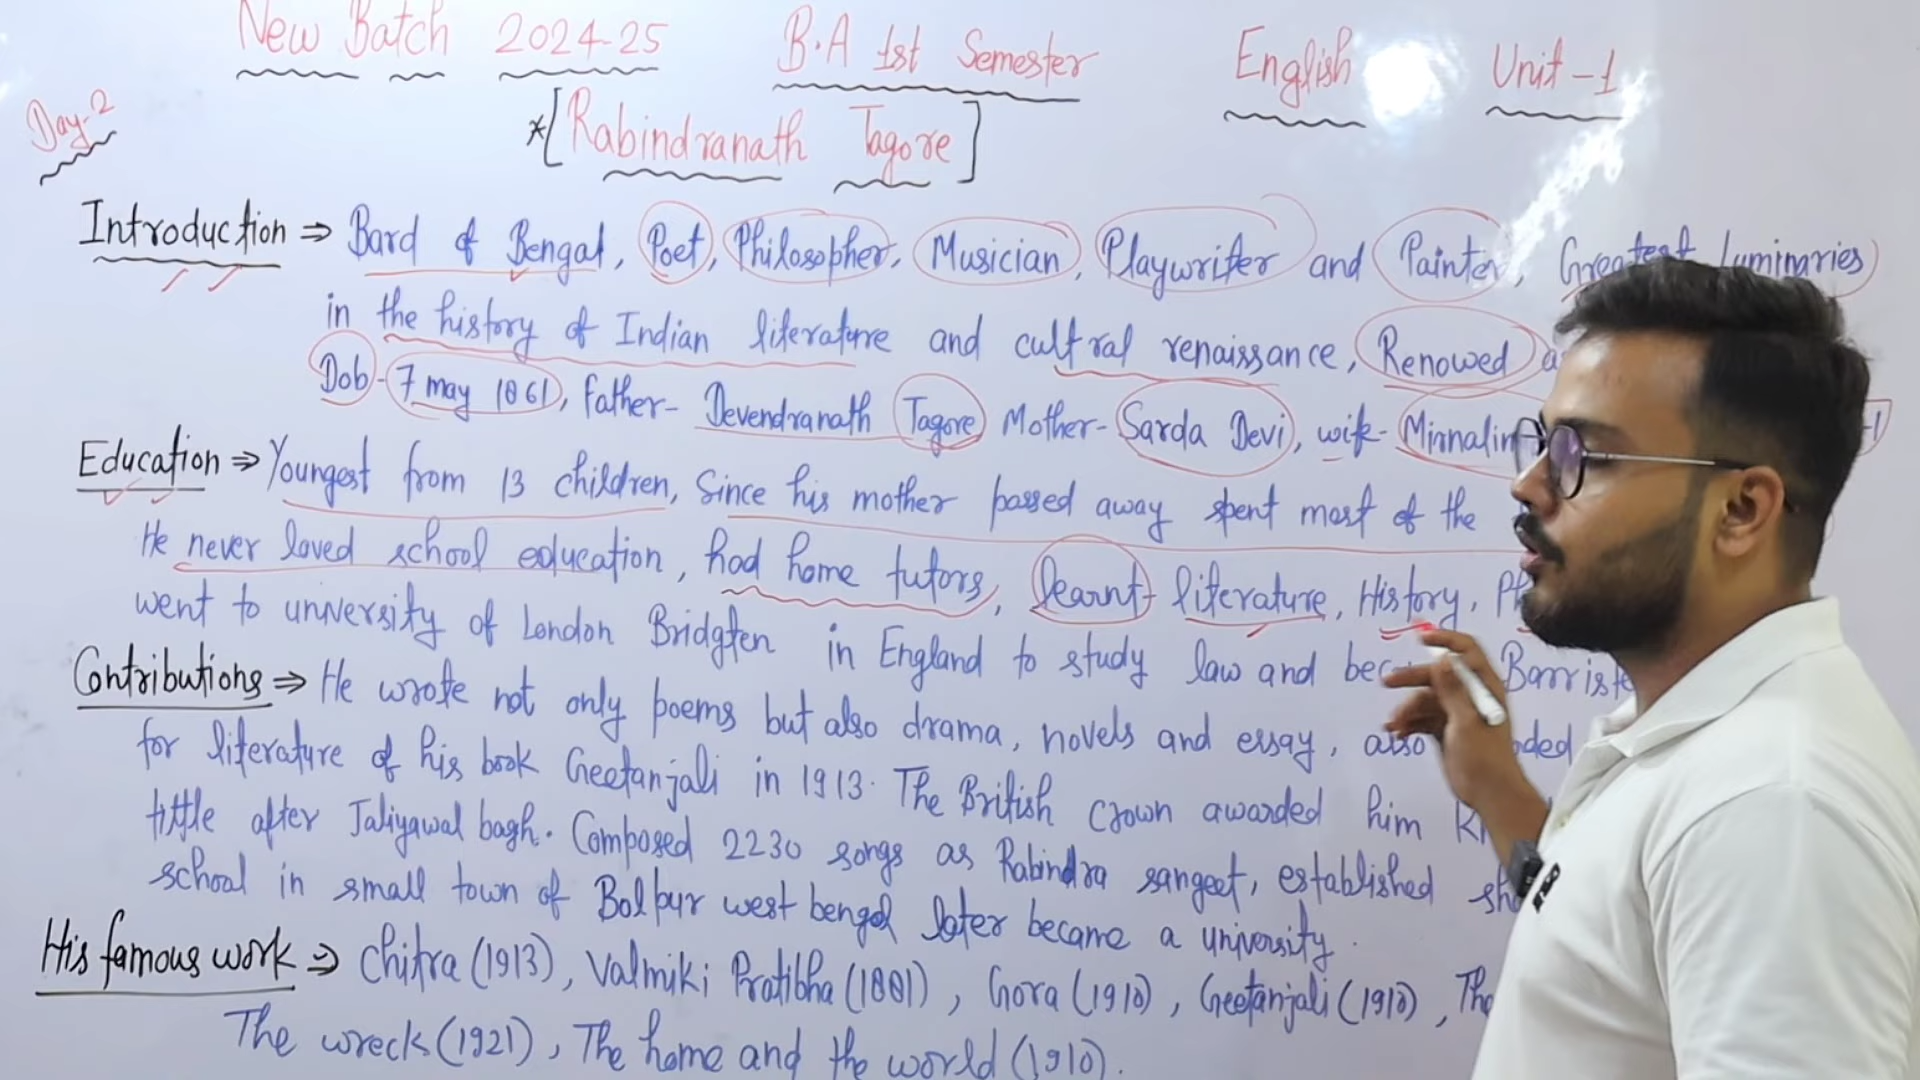 New Batch 2024-25 B.A 1st Semester English Unit-1
Day-2
*[Rabindranath Tagore]
Introduction ⇒ Bard of Bengal, Poet, Philosopher, Musician, Playwriter and Painter, Greatest luminaries
in the history of Indian literature and cultral renaissance, Renowed
Dob-7 may 1861, father- Devendranath Tagore Mother- Sarda Devi, wife-
Education ⇒ Youngest from 13 children, Since his mother passed away spent most of the
He never loved school education, had home tutors, learnt- literature, History,
went to university of London Bridgten in England to study law and
Contributions ⇒ He wrote not only poems but also drama, novels and essay, also
for literature of his book Geetanjali in 1913. The British crown awarded him
tittle after Jaliyawal bagh. Composed 2230 songs as Rabindra sangeet, established
school in small town of Bolpur west bengal later became a university.
His famous work ⇒ Chitra (1913), Valmiki Pratibha (1881), Gora (1910), Geetanjali (1910),
The wreck (1921), The home and the world (1910).